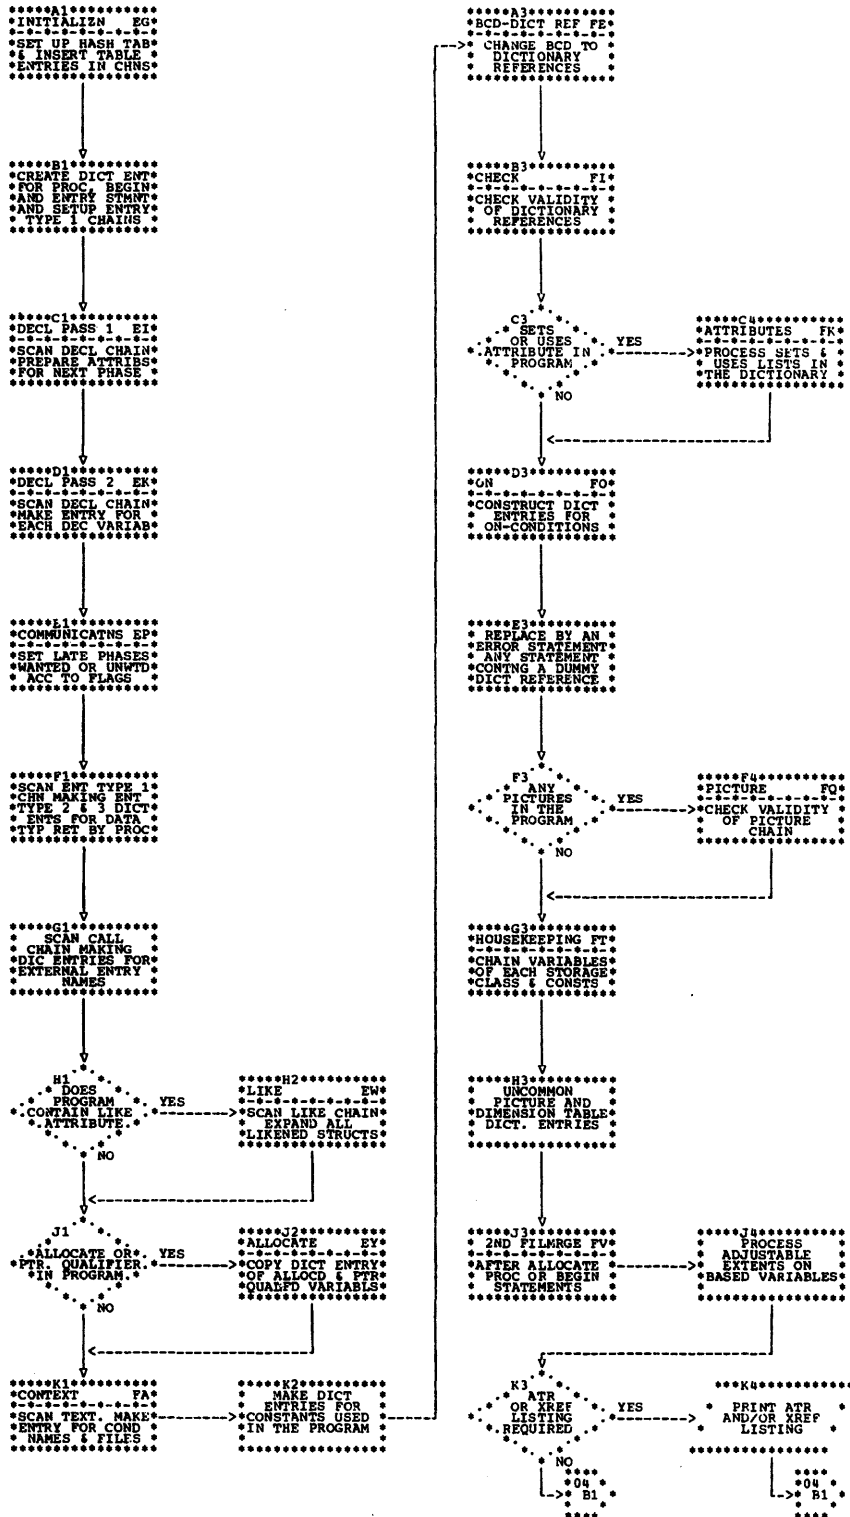 A1
INITIALIZN EG
SET UP HASH TAB
& INSERT TABLE
ENTRIES IN CHNS
B1
CREATE DICT ENT
FOR PROC, BEGIN
AND ENTRY STMNT
AND SETUP ENTRY
TYPE 1 CHAINS
C1
DECL PASS 1 EI
SCAN DECL CHAIN
PREPARE ATTRIBS
FOR NEXT PHASE
D1
DECL PASS 2 EK
SCAN DECL CHAIN
MAKE ENTRY FOR
EACH DEC VARIAB
E1
COMMUNICATNS EP
SET LATE PHASES
WANTED OR UNWTD
ACC TO FLAGS
F1
SCAN ENT TYPE 1
CHN MAKING ENT
TYPE 2 & 3 DICT
ENTS FOR DATA
TYP RET BY PROC
G1
SCAN CALL
CHAIN MAKING
DIC ENTRIES FOR
EXTERNAL ENTRY
NAMES
H1
DOES
PROGRAM
CONTAIN LIKE
ATTRIBUTE
YES
NO
H2
LIKE EW
SCAN LIKE CHAIN
EXPAND ALL
LIKENED STRUCTS
J1
ALLOCATE OR
PTR. QUALIFIER
IN PROGRAM
YES
NO
J2
ALLOCATE EY
COPY DICT ENTRY
OF ALLOCD & PTR
QUALFD VARIABLS
K1
CONTEXT FA
SCAN TEXT. MAKE
ENTRY FOR COND
NAMES & FILES
K2
MAKE DICT
ENTRIES FOR
CONSTANTS USED
IN THE PROGRAM
A3
BCD-DICT REF FE
CHANGE BCD TO
DICTIONARY
REFERENCES
B3
CHECK FI
CHECK VALIDITY
OF DICTIONARY
REFERENCES
C3
SETS
OR USES
ATTRIBUTE IN
PROGRAM
YES
NO
C4
ATTRIBUTES FK
PROCESS SETS &
USES LISTS IN
THE DICTIONARY
D3
ON FO
CONSTRUCT DICT
ENTRIES FOR
ON-CONDITIONS
E3
REPLACE BY AN
ERROR STATEMENT
ANY STATEMENT
CONTNG A DUMMY
DICT REFERENCE
F3
ANY
PICTURES
IN THE
PROGRAM
YES
NO
F4
PICTURE FQ
CHECK VALIDITY
OF PICTURE
CHAIN
G3
HOUSEKEEPING FT
CHAIN VARIABLES
OF EACH STORAGE
CLASS & CONSTS
H3
UNCOMMON
PICTURE AND
DIMENSION TABLE
DICT. ENTRIES
J3
2ND FILMRGE FV
AFTER ALLOCATE
PROC OR BEGIN
STATEMENTS
J4
PROCESS
ADJUSTABLE
EXTENTS ON
BASED VARIABLES
K3
ATR
OR XREF
LISTING
REQUIRED
YES
NO
K4
PRINT ATR
AND/OR XREF
LISTING
04
B1
04
B1